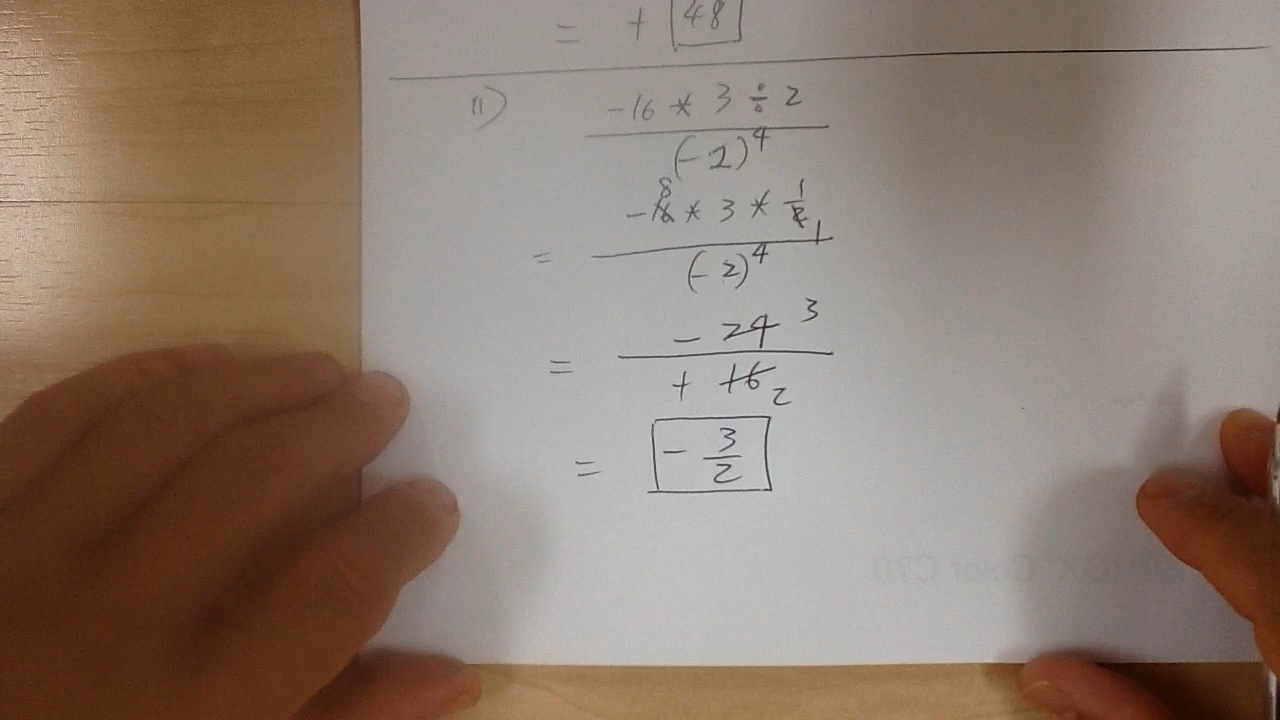 = + 48
11) -16 * 3 ÷ 2
(-2)^4
= -16 8 * 3 * 1/2 1
(-2)^4
= -24 3
+ 16 2
= - 3/2